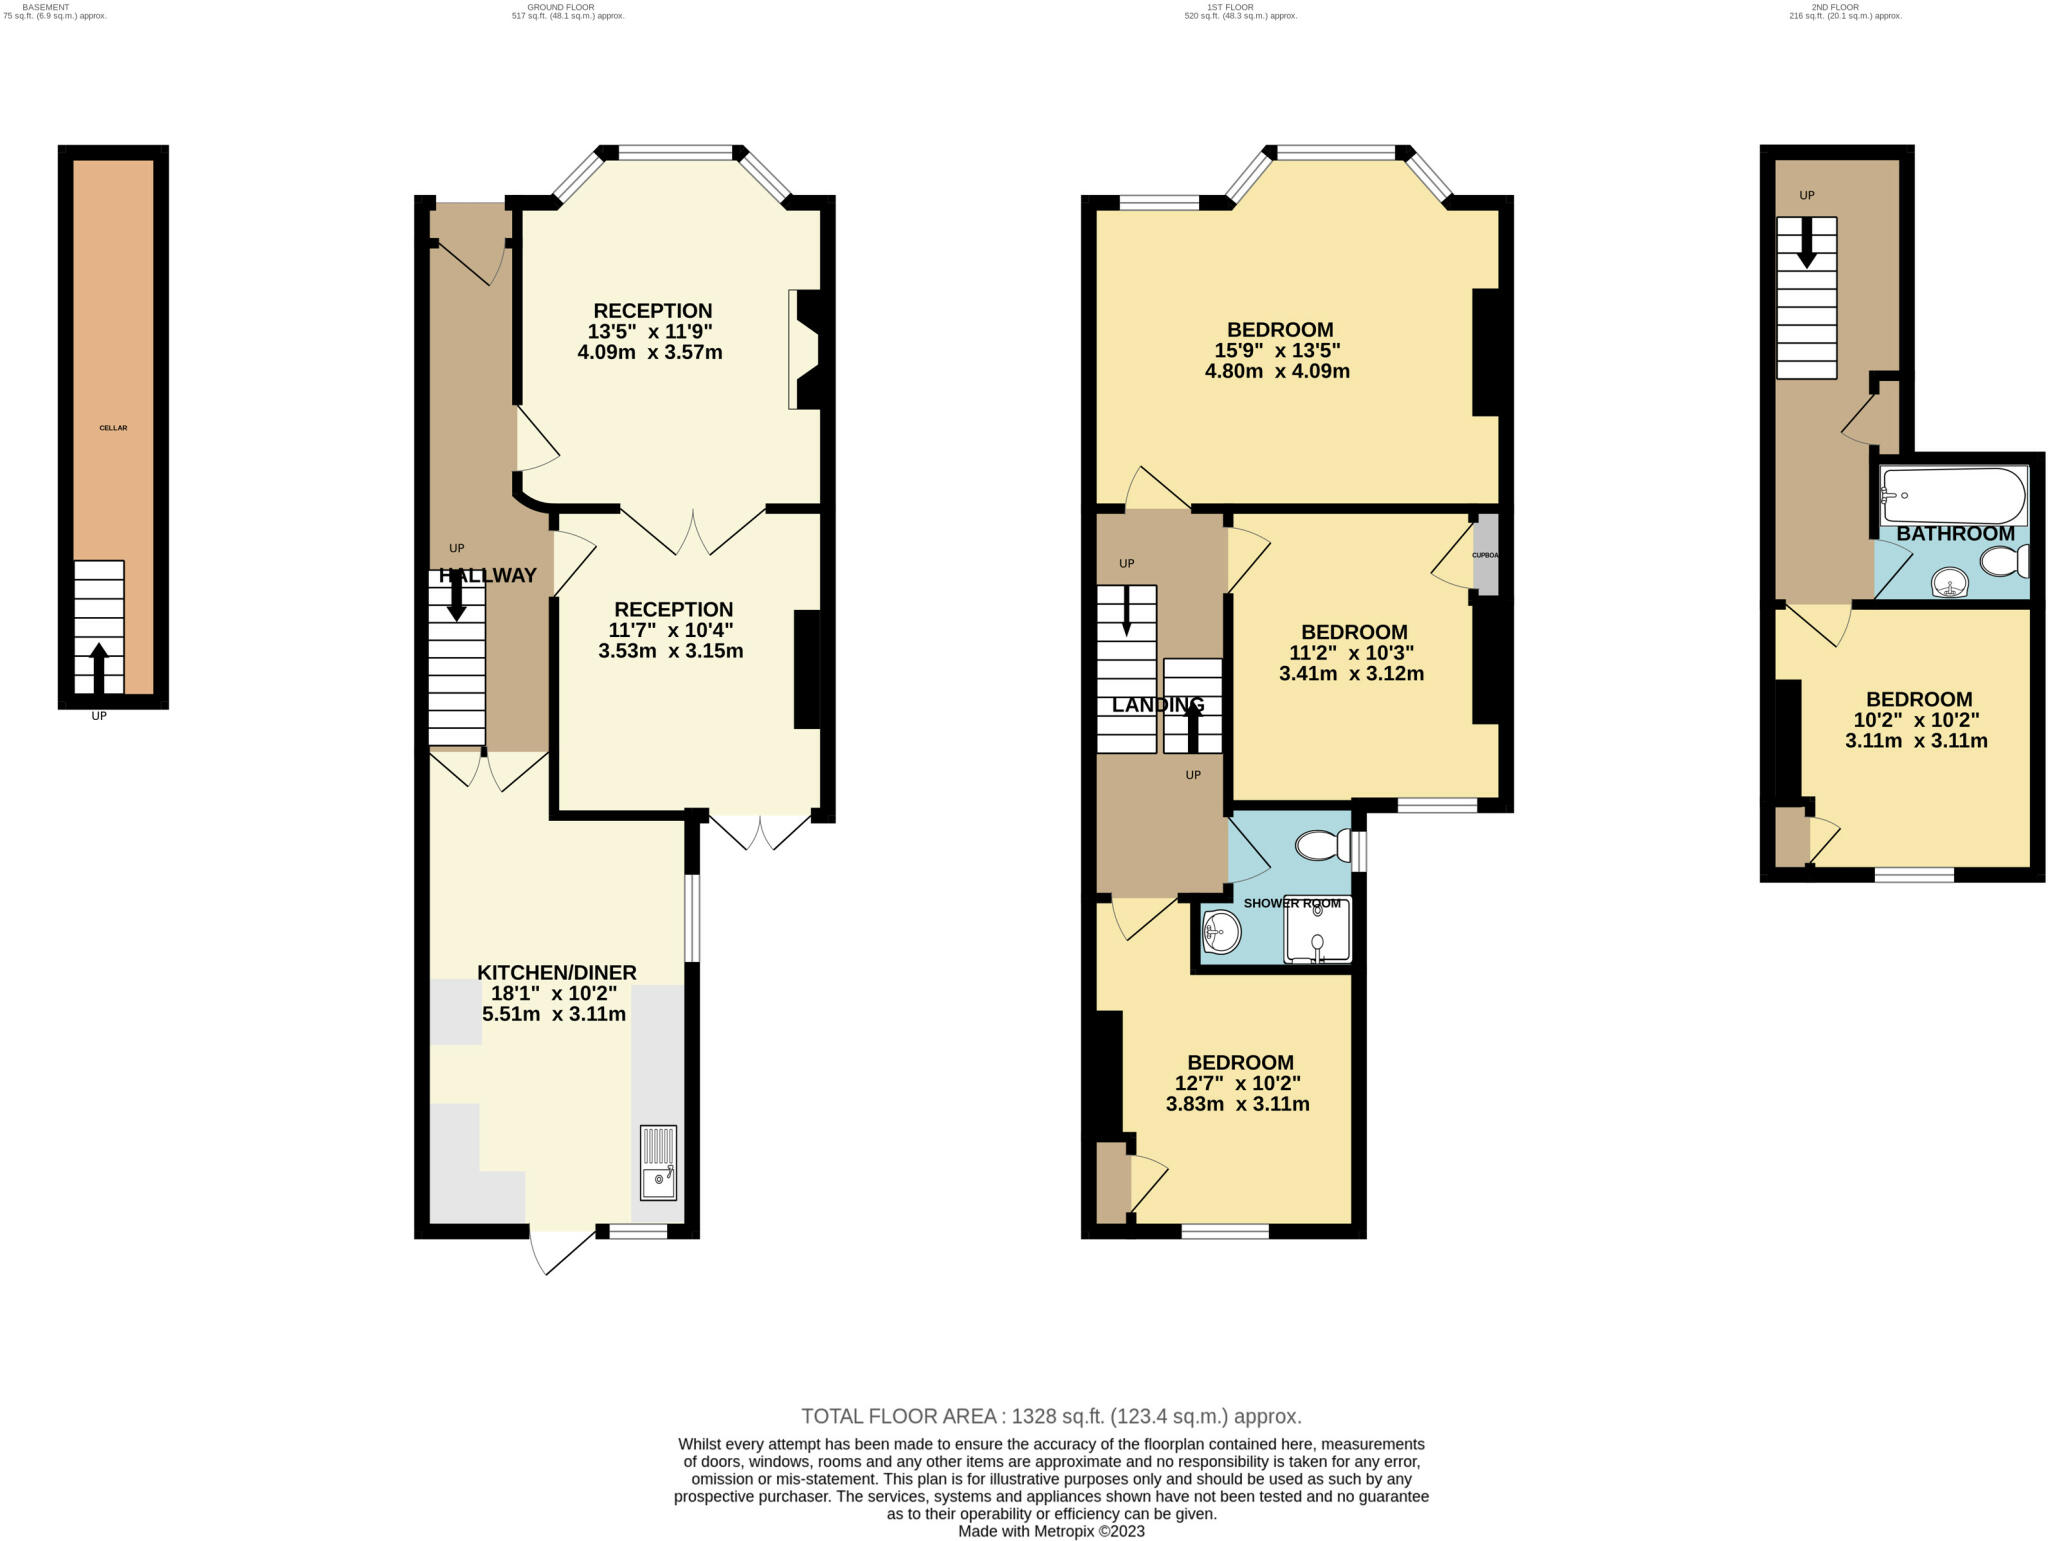 BASEMENT
75 sq.ft. (6.9 sq.m.) approx.
GROUND FLOOR
517 sq.ft. (48.1 sq.m.) approx.
1ST FLOOR
520 sq.ft. (48.3 sq.m.) approx.
2ND FLOOR
216 sq.ft. (20.1 sq.m.) approx.
CELLAR
UP
RECEPTION
13'5" x 11'9"
4.09m x 3.57m
UP
HALLWAY
RECEPTION
11'7" x 10'4"
3.53m x 3.15m
KITCHEN/DINER
18'1" x 10'2"
5.51m x 3.11m
BEDROOM
15'9" x 13'5"
4.80m x 4.09m
UP
CUPBOA
BEDROOM
11'2" x 10'3"
3.41m x 3.12m
LANDING
UP
SHOWER ROOM
BEDROOM
12'7" x 10'2"
3.83m x 3.11m
UP
BATHROOM
BEDROOM
10'2" x 10'2"
3.11m x 3.11m
TOTAL FLOOR AREA : 1328 sq.ft. (123.4 sq.m.) approx.
Whilst every attempt has been made to ensure the accuracy of the floorplan contained here, measurements
of doors, windows, rooms and any other items are approximate and no responsibility is taken for any error,
omission or mis-statement. This plan is for illustrative purposes only and should be used as such by any
prospective purchaser. The services, systems and appliances shown have not been tested and no guarantee
as to their operability or efficiency can be given.
Made with Metropix ©2023